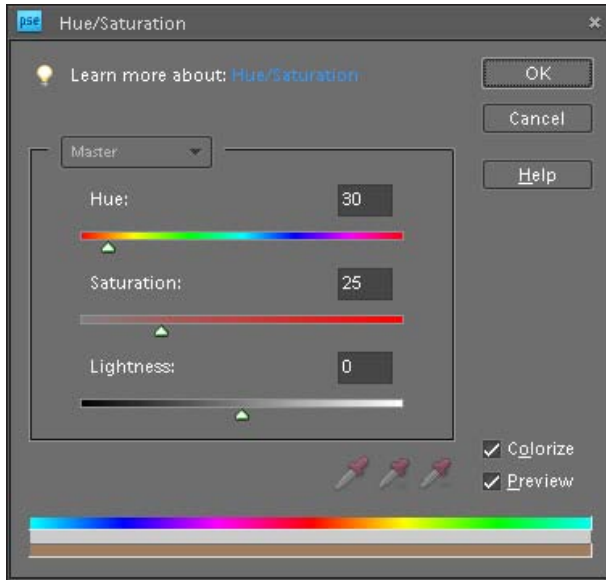 pse Hue/Saturation
Learn more about: Hue/Saturation
OK
Cancel
Help
Master
Hue: 30
Saturation: 25
Lightness: 0
Colorize
Preview